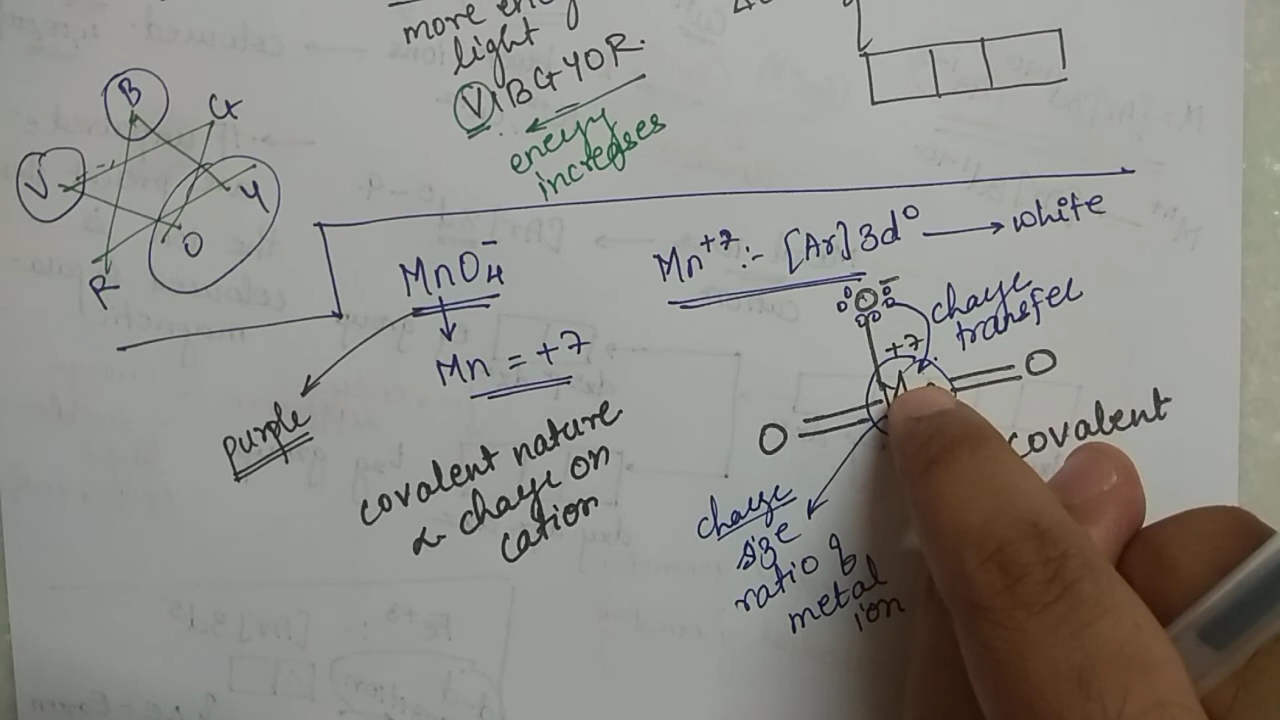 more
light
VIBGYOR.
energy
increases
B
G
V
Y
O
R
MnO₄⁻
Mn = +7
purple
covalent nature
α charge on
cation
Mn⁺⁷:- [Ar] 3d⁰ → white
O⁻
charge
transfer
+7
M
O
O
covalent
charge
size
ratio of
metal
ion